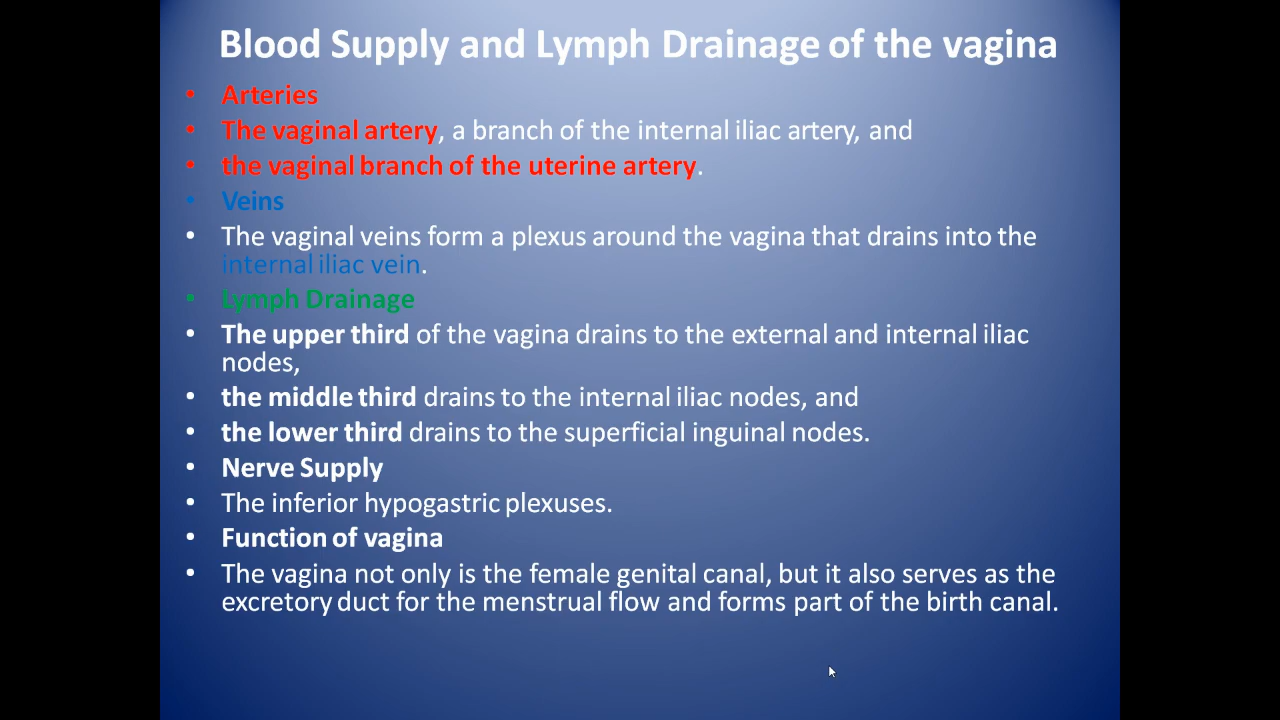 Blood Supply and Lymph Drainage of the vagina
• Arteries
• The vaginal artery, a branch of the internal iliac artery, and
• the vaginal branch of the uterine artery.
• Veins
• The vaginal veins form a plexus around the vagina that drains into the
internal iliac vein.
• Lymph Drainage
• The upper third of the vagina drains to the external and internal iliac
nodes,
• the middle third drains to the internal iliac nodes, and
• the lower third drains to the superficial inguinal nodes.
• Nerve Supply
• The inferior hypogastric plexuses.
• Function of vagina
• The vagina not only is the female genital canal, but it also serves as the
excretory duct for the menstrual flow and forms part of the birth canal.